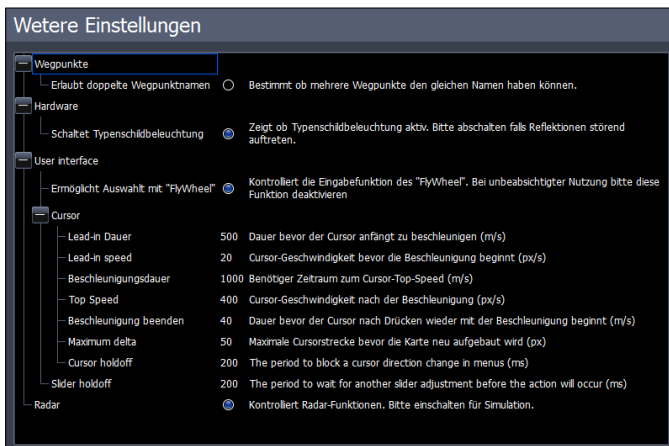 Wetere Einstellungen
Wegpunkte
Erlaubt doppelte Wegpunktnamen Bestimmt ob mehrere Wegpunkte den gleichen Namen haben können.
Hardware
Schaltet Typenschildbeleuchtung Zeigt ob Typenschildbeleuchtung aktiv. Bitte abschalten falls Reflektionen störend
auftreten.
User interface
Ermöglicht Auswahlt mit "FlyWheel" Kontrolliert die Eingabefunktion des "FlyWheel". Bei unbeabsichtigter Nutzung bitte diese
Funktion deaktivieren
Cursor
Lead-in Dauer 500 Dauer bevor der Cursor anfängt zu beschleunigen (m/s)
Lead-in speed 20 Cursor-Geschwindigkeit bevor die Beschleunigung beginnt (px/s)
Beschleunigungsdauer 1000 Benötiger Zeitraum zum Cursor-Top-Speed (m/s)
Top Speed 400 Cursor-Geschwindigkeit nach der Beschleunigung (px/s)
Beschleunigung beenden 40 Dauer bevor der Cursor nach Drücken wieder mit der Beschleunigung beginnt (m/s)
Maximum delta 50 Maximale Cursorstrecke bevor die Karte neu aufgebaut wird (px)
Cursor holdoff 200 The period to block a cursor direction change in menus (ms)
Slider holdoff 200 The period to wait for another slider adjustment before the action will occur (ms)
Radar Kontrolliert Radar-Funktionen. Bitte einschalten für Simulation.